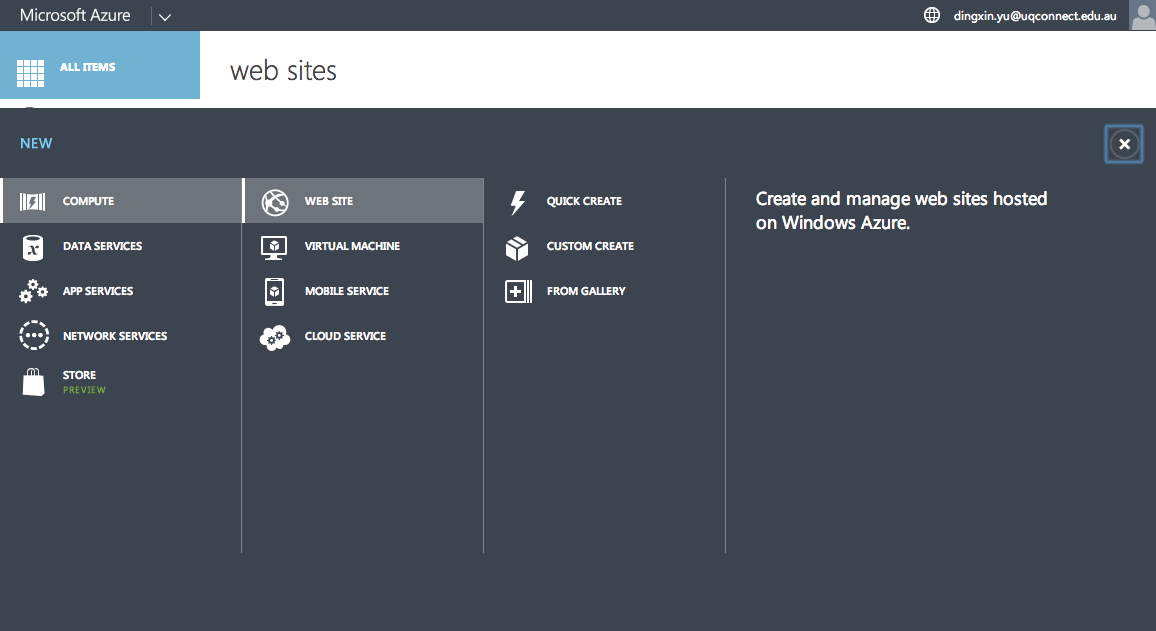 Microsoft Azure
dingxin.yu@uqconnect.edu.au
ALL ITEMS
web sites
NEW
COMPUTE
DATA SERVICES
APP SERVICES
NETWORK SERVICES
STORE
PREVIEW
WEB SITE
VIRTUAL MACHINE
MOBILE SERVICE
CLOUD SERVICE
QUICK CREATE
CUSTOM CREATE
FROM GALLERY
Create and manage web sites hosted
on Windows Azure.